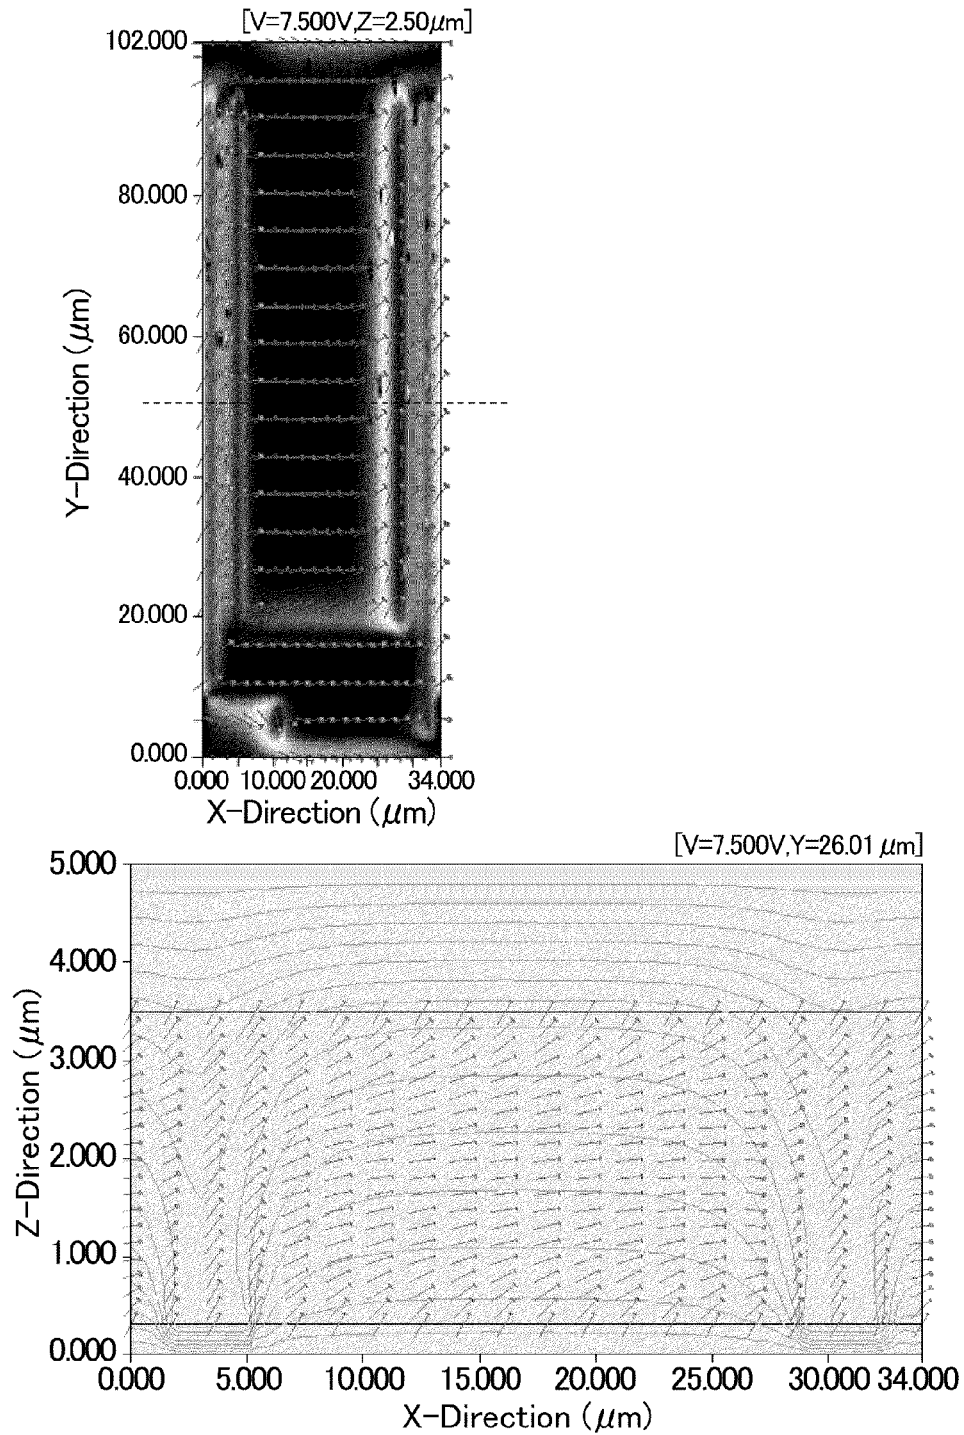 [V=7.500V,Z=2.50μm]
102.000
80.000
60.000
40.000
20.000
0.000
Y-Direction (μm)
0.000 10.000 20.000 34.000
X-Direction (μm)
[V=7.500V,Y=26.01 μm]
5.000
4.000
3.000
2.000
1.000
0.000
Z-Direction (μm)
0.000 5.000 10.000 15.000 20.000 25.000 30.000 34.000
X-Direction (μm)